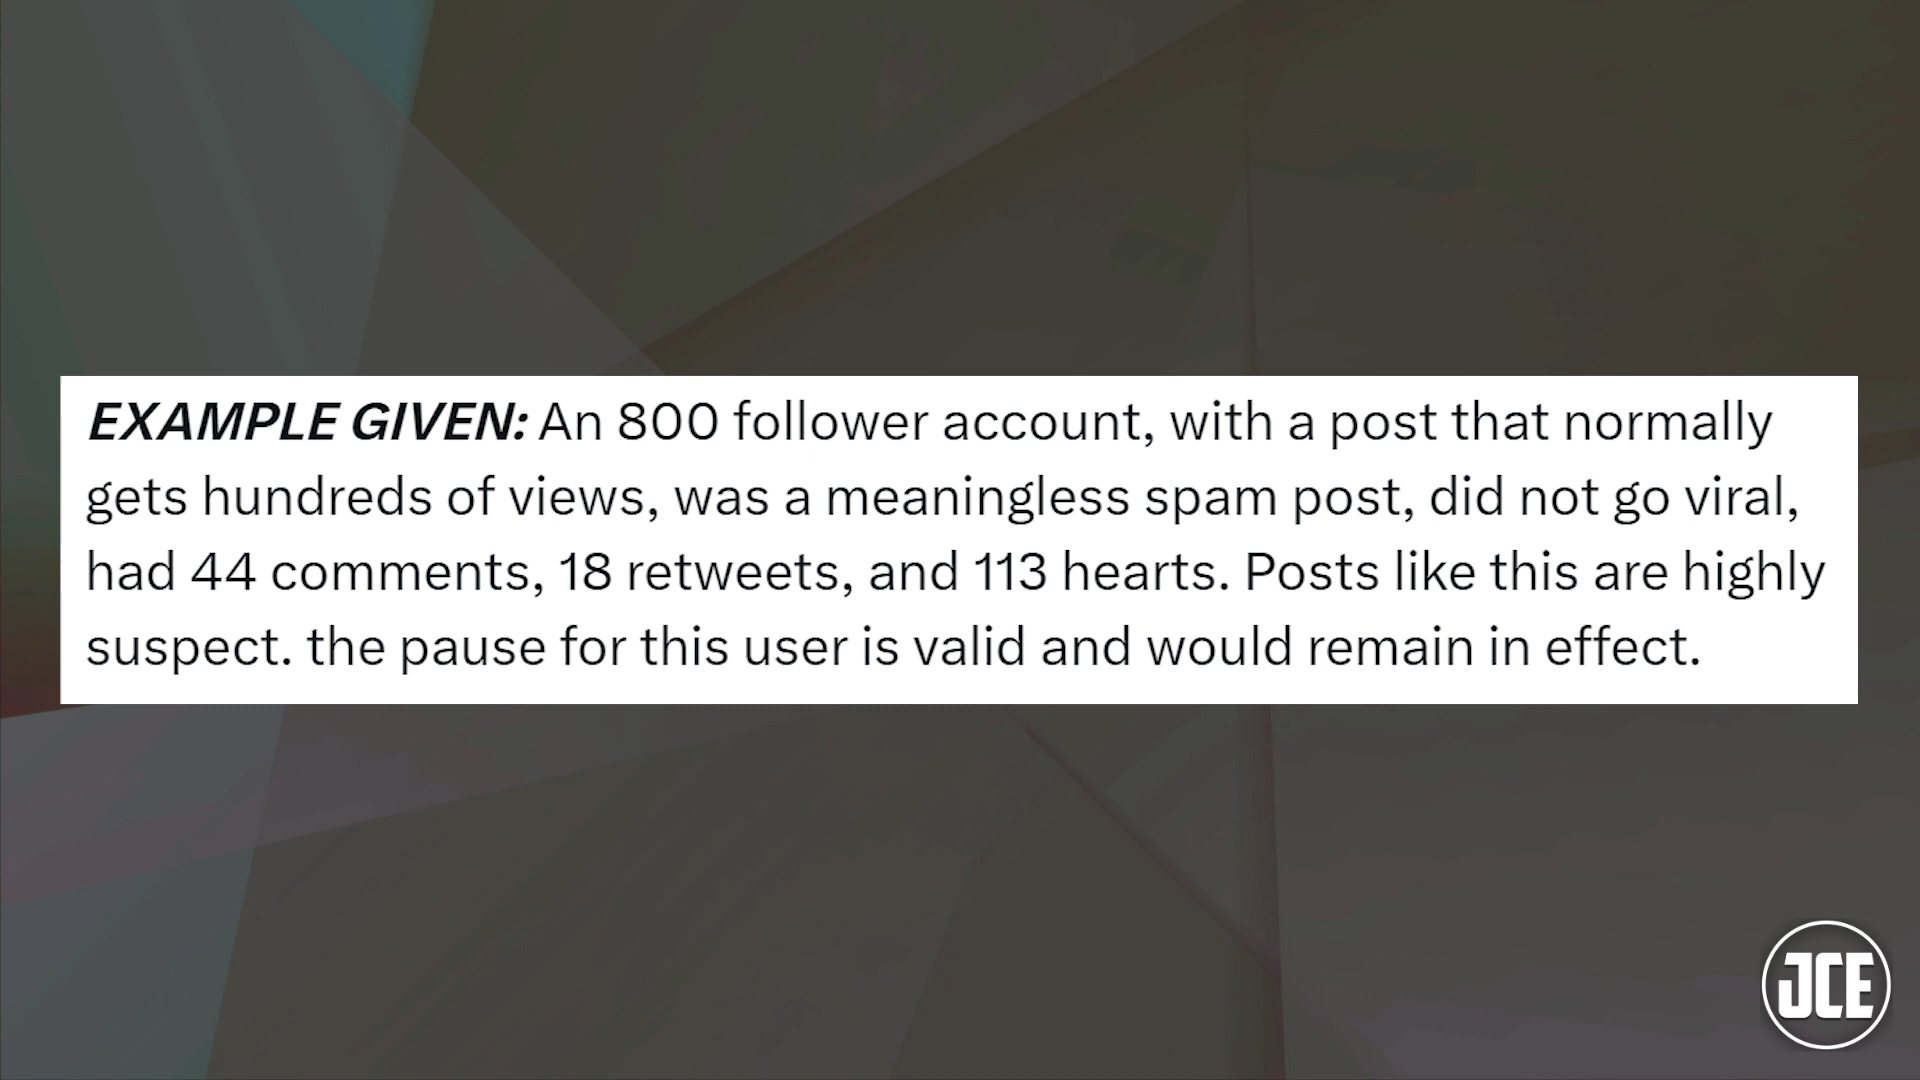 EXAMPLE GIVEN: An 800 follower account, with a post that normally
gets hundreds of views, was a meaningless spam post, did not go viral,
had 44 comments, 18 retweets, and 113 hearts. Posts like this are highly
suspect. the pause for this user is valid and would remain in effect.
JCE